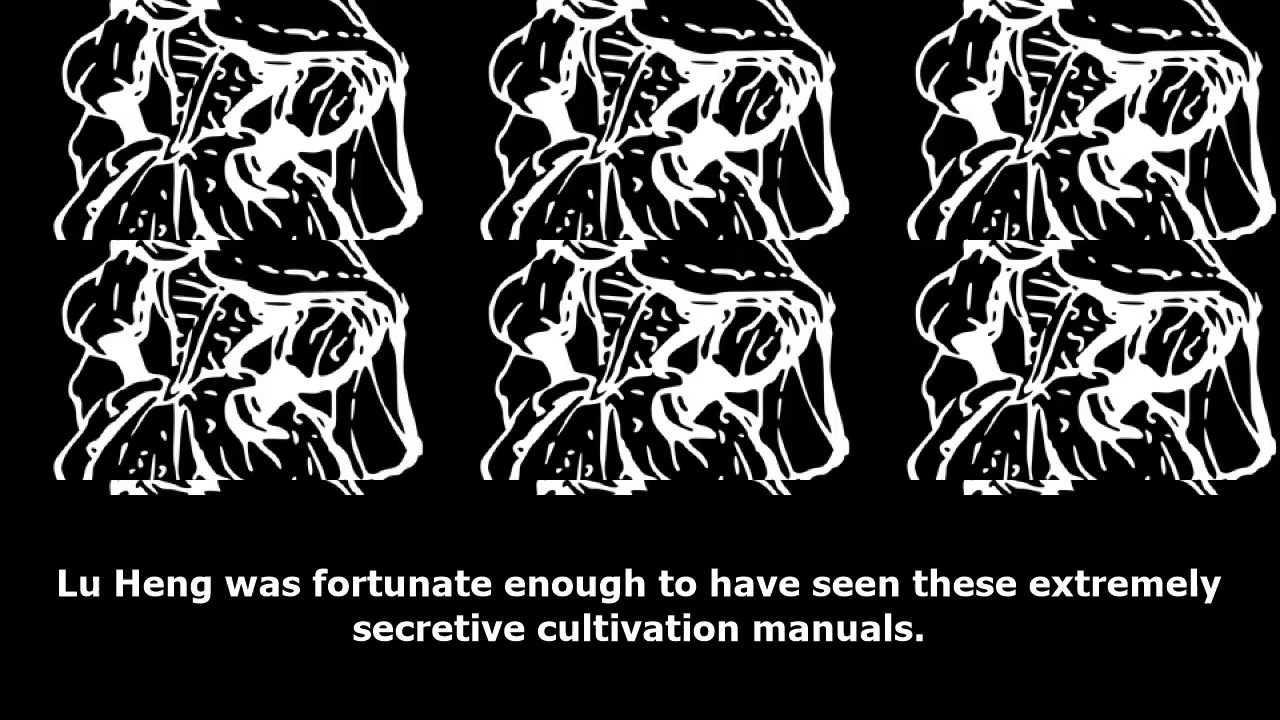 Lu Heng was fortunate enough to have seen these extremely
secretive cultivation manuals.